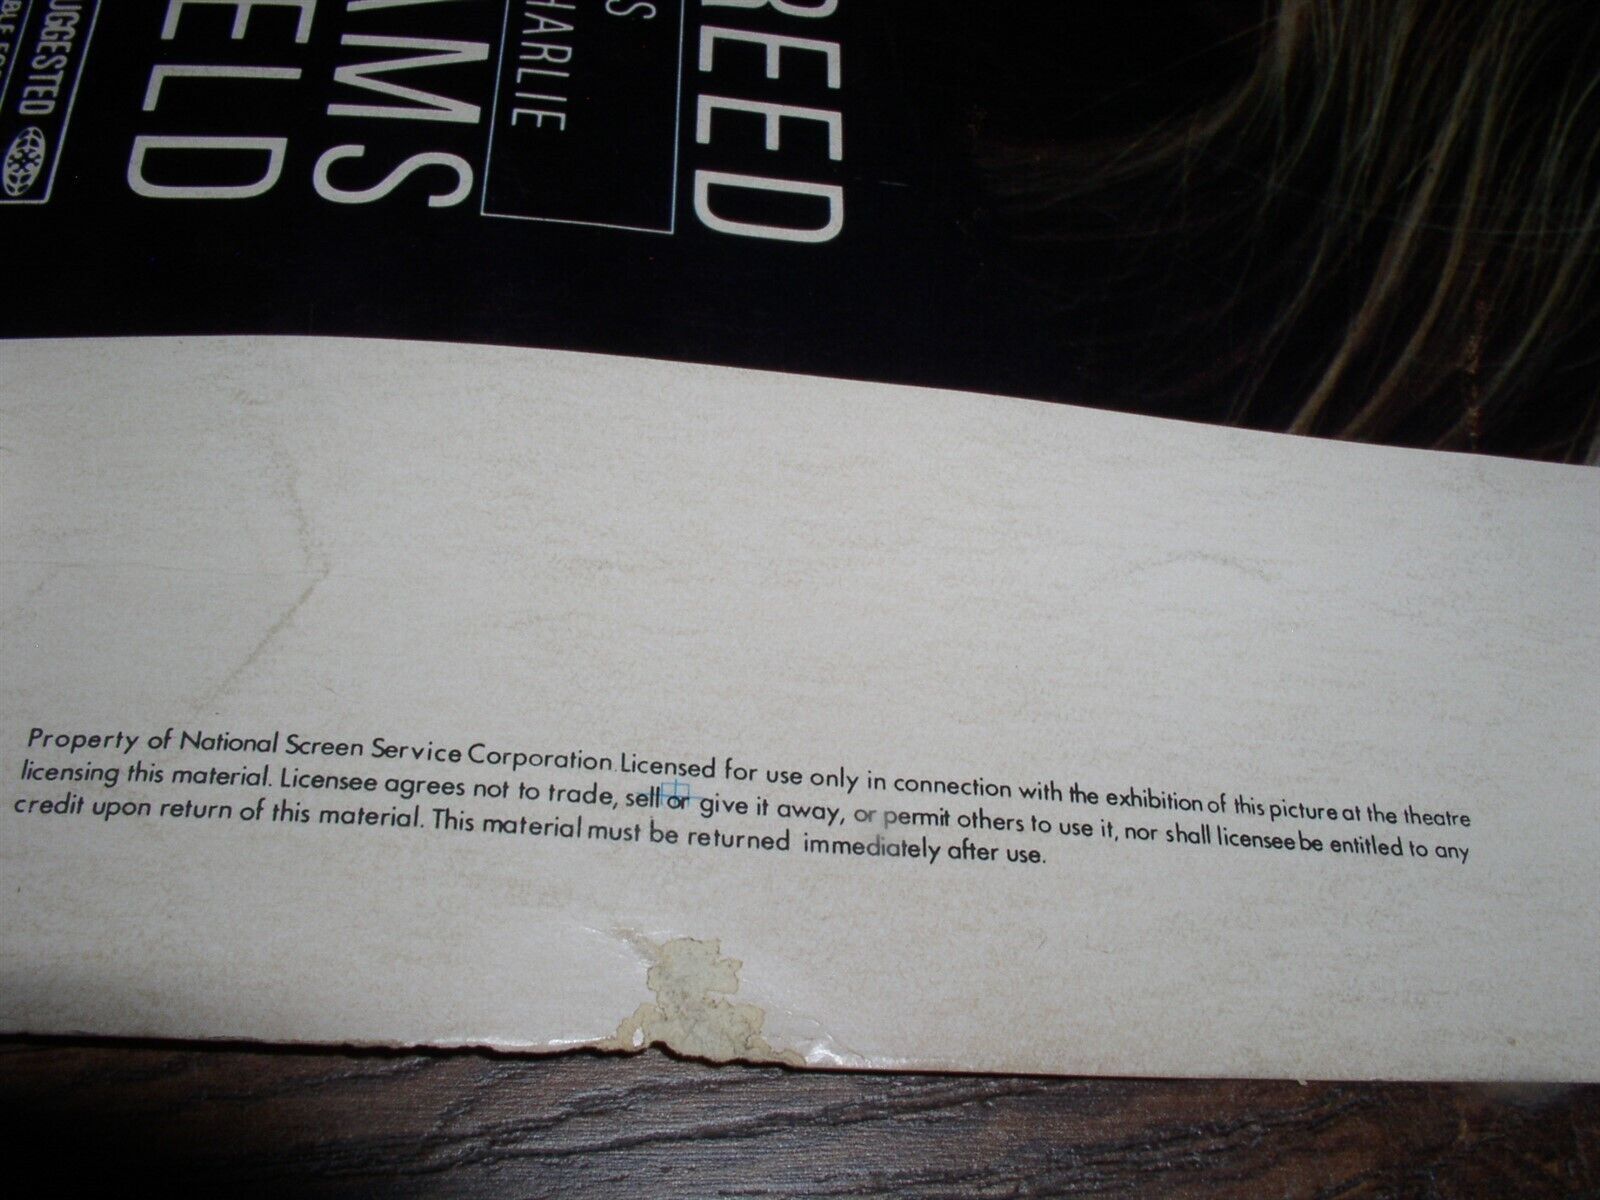 REED
HARLIE
AMS
ELD
UGGESTED
Property of National Screen Service Corporation. Licensed for use only in connection with the exhibition of this picture at the theatre
licensing this material. Licensee agrees not to trade, sell or give it away, or permit others to use it, nor shall licensee be entitled to any
credit upon return of this material. This material must be returned immediately after use.